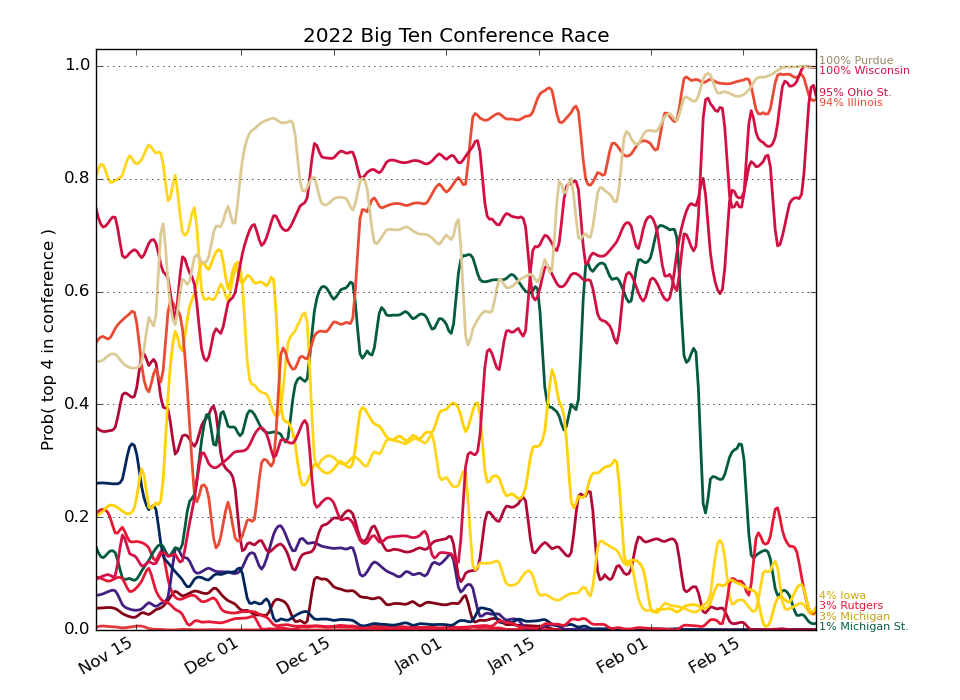 2022 Big Ten Conference Race
Prob( top 4 in conference )
1.0
0.8
0.6
0.4
0.2
0.0
Nov 15
Dec 01
Dec 15
Jan 01
Jan 15
Feb 01
Feb 15
100% Purdue
100% Wisconsin
95% Ohio St.
94% Illinois
4% Iowa
3% Rutgers
3% Michigan
1% Michigan St.